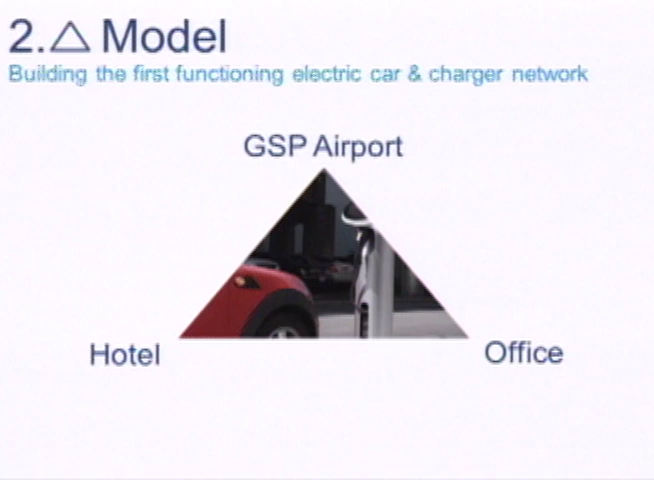 2.△ Model
Building the first functioning electric car & charger network
GSP Airport
Hotel
Office